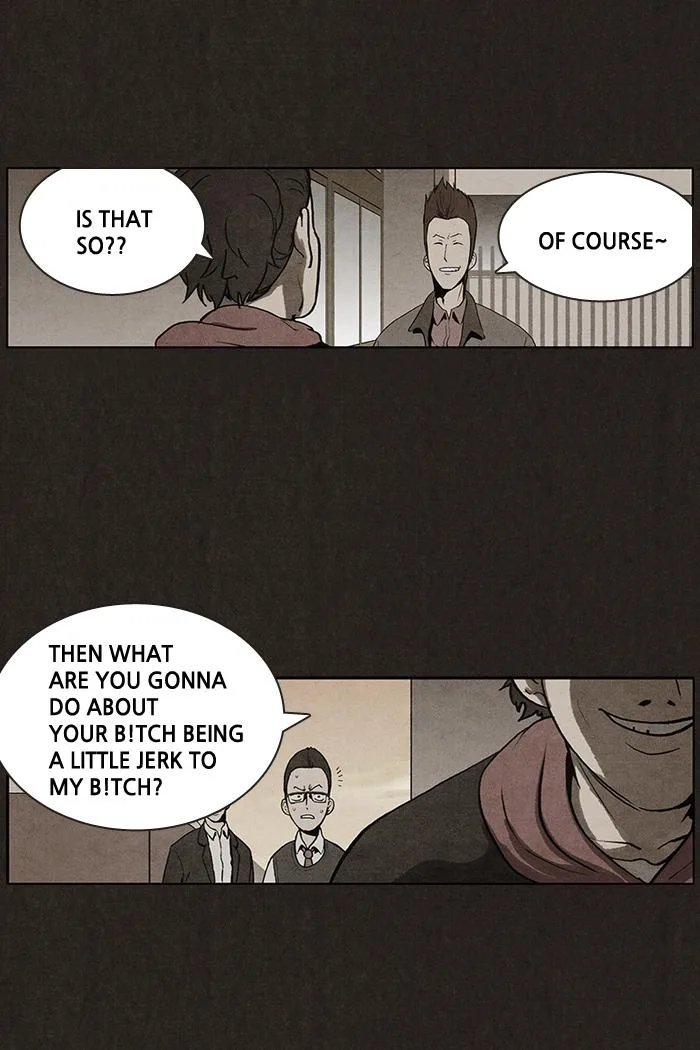 IS THAT
SO??
OF COURSE~
THEN WHAT
ARE YOU GONNA
DO ABOUT
YOUR B!TCH BEING
A LITTLE JERK TO
MY B!TCH?